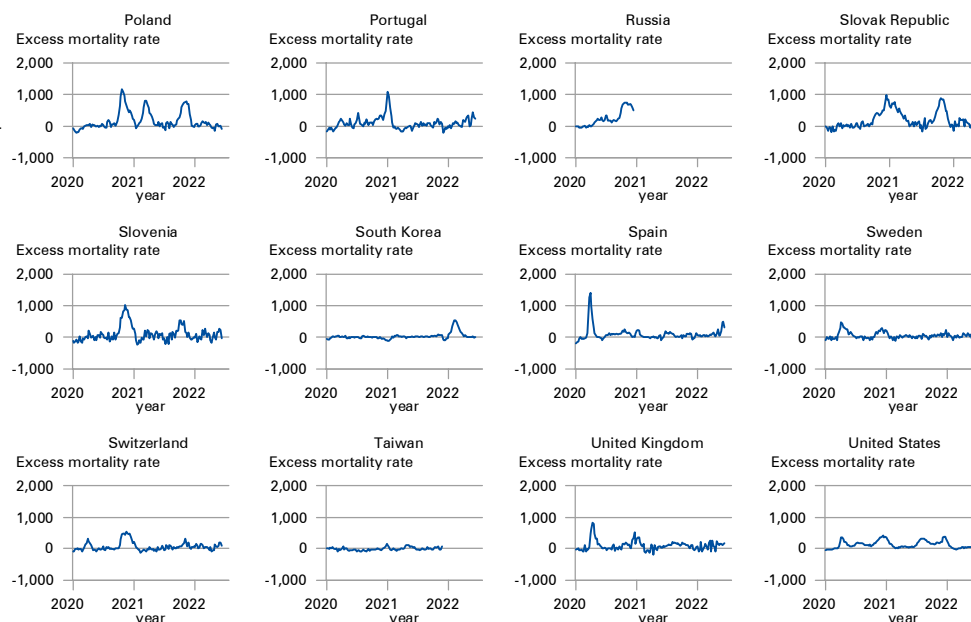 Poland
Excess mortality rate
2,000
1,000
0
-1,000
2020 2021 2022
year
Portugal
Excess mortality rate
2,000
1,000
0
-1,000
2020 2021 2022
year
Russia
Excess mortality rate
2,000
1,000
0
-1,000
2020 2021 2022
year
Slovak Republic
Excess mortality rate
2,000
1,000
0
-1,000
2020 2021 2022
year
Slovenia
Excess mortality rate
2,000
1,000
0
-1,000
2020 2021 2022
year
South Korea
Excess mortality rate
2,000
1,000
0
-1,000
2020 2021 2022
year
Spain
Excess mortality rate
2,000
1,000
0
-1,000
2020 2021 2022
year
Sweden
Excess mortality rate
2,000
1,000
0
-1,000
2020 2021 2022
year
Switzerland
Excess mortality rate
2,000
1,000
0
-1,000
2020 2021 2022
year
Taiwan
Excess mortality rate
2,000
1,000
0
-1,000
2020 2021 2022
year
United Kingdom
Excess mortality rate
2,000
1,000
0
-1,000
2020 2021 2022
year
United States
Excess mortality rate
2,000
1,000
0
-1,000
2020 2021 2022
year